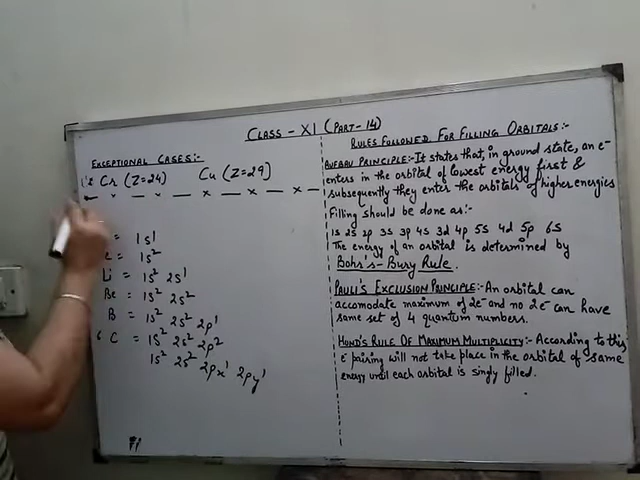 CLASS - XI (PART- 14)
EXCEPTIONAL CASES:-
i.e Cr (Z=24) Cu (Z=29)
= 1s¹
= 1s²
Li = 1s² 2s¹
Be = 1s² 2s²
B = 1s² 2s² 2p¹
6 C = 1s² 2s² 2p²
1s² 2s² 2px¹ 2py¹
RULES FOLLOWED FOR FILLING ORBITALS:-
AUFBAU PRINCIPLE:- It states that, in ground state, an e⁻
enters in the orbital of lowest energy first &
subsequently they enter the orbitals of higher energies
Filling should be done as:-
1s 2s 2p 3s 3p 4s 3d 4p 5s 4d 5p 6s
The energy of an orbital is determined by
Bohr's-Bury Rule.
PAULI'S EXCLUSION PRINCIPLE:- An orbital can
accomodate maximum of 2e⁻ and no 2e⁻ can have
same set of 4 quantum numbers.
HUND'S RULE OF MAXIMUM MULTIPLICITY:- According to this,
e⁻ pairing will not take place in the orbital of same
energy until each orbital is singly filled.